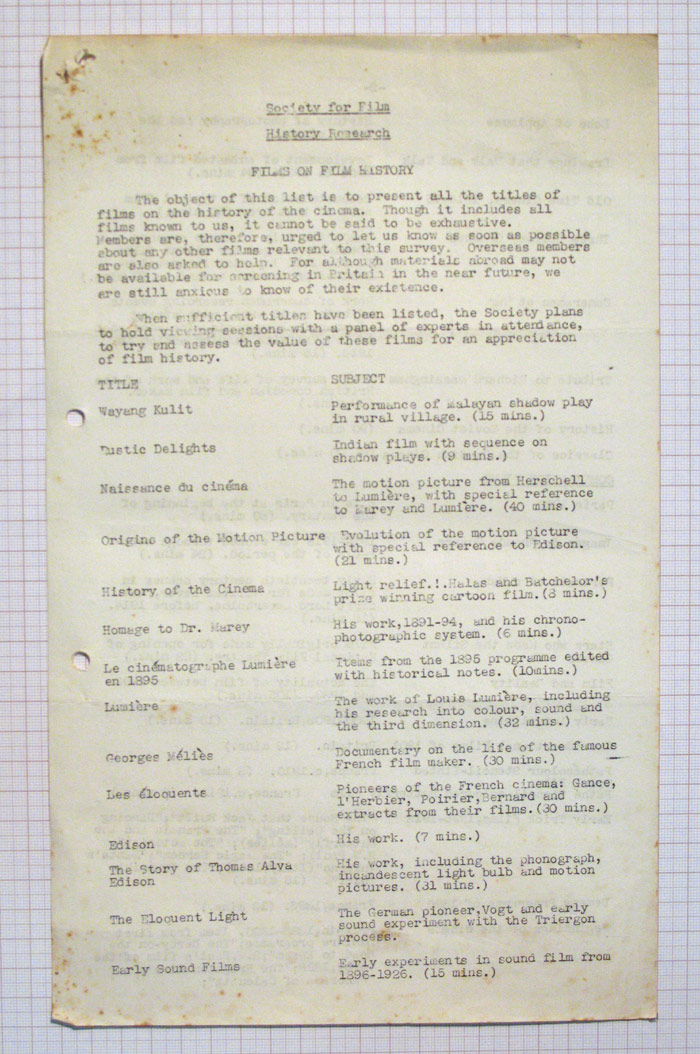 Society for Film
History Research
FILMS ON FILM HISTORY
The object of this list is to present all the titles of
films on the history of the cinema. Though it includes all
films known to us, it cannot be said to be exhaustive.
Members are, therefore, urged to let us know as soon as possible
about any other films relevant to this survey. Overseas members
are also asked to help. For although materials abroad may not
be available for screening in Britain in the near future, we
are still anxious to know of their existence.
When sufficient titles have been listed, the Society plans
to hold viewing sessions with a panel of experts in attendance,
to try and assess the value of these films for an appreciation
of film history.
TITLE SUBJECT
Wayang Kulit Performance of Malayan shadow play
in rural village. (15 mins.)
Rustic Delights Indian film with sequence on
shadow plays. (9 mins.)
Naissance du cinéma The motion picture from Herschell
to Lumière, with special reference
to Marey and Lumière. (40 mins.)
Origins of the Motion Picture Evolution of the motion picture
with special reference to Edison.
(21 mins.)
History of the Cinema Light relief.!.Halas and Batchelor's
prize winning cartoon film.(8 mins.)
Homage to Dr. Marey His work,1891-94, and his chrono-
photographic system. (6 mins.)
Le cinématographe Lumière Items from the 1895 programme edited
en 1895 with historical notes. (10mins.)
Lumière The work of Louis Lumière, including
his research into colour, sound and
the third dimension. (32 mins.)
Georges Méliès Documentary on the life of the famous
French film maker. (30 mins.)
Les éloquents Pioneers of the French cinema: Gance,
l'Herbier, Poirier,Bernard and
extracts from their films.(30 mins.)
Edison His work. (7 mins.)
The Story of Thomas Alva His work, including the phonograph,
Edison incandescent light bulb and motion
pictures. (31 mins.)
The Eloquent Light The German pioneer,Vogt and early
sound experiment with the Triergon
process.
Early Sound Films Early experiments in sound film from
1896-1926. (15 mins.)